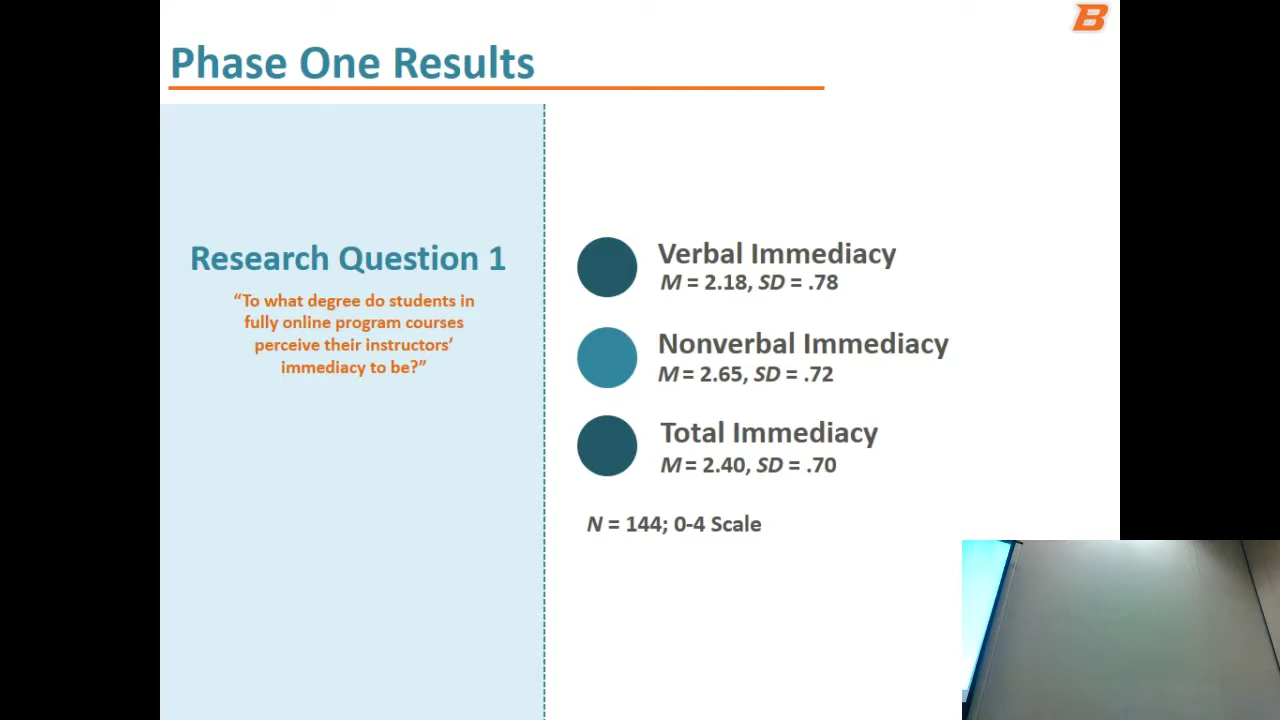 B
Phase One Results
Research Question 1
“To what degree do students in
fully online program courses
perceive their instructors’
immediacy to be?”
Verbal Immediacy
M = 2.18, SD = .78
Nonverbal Immediacy
M = 2.65, SD = .72
Total Immediacy
M = 2.40, SD = .70
N = 144; 0-4 Scale